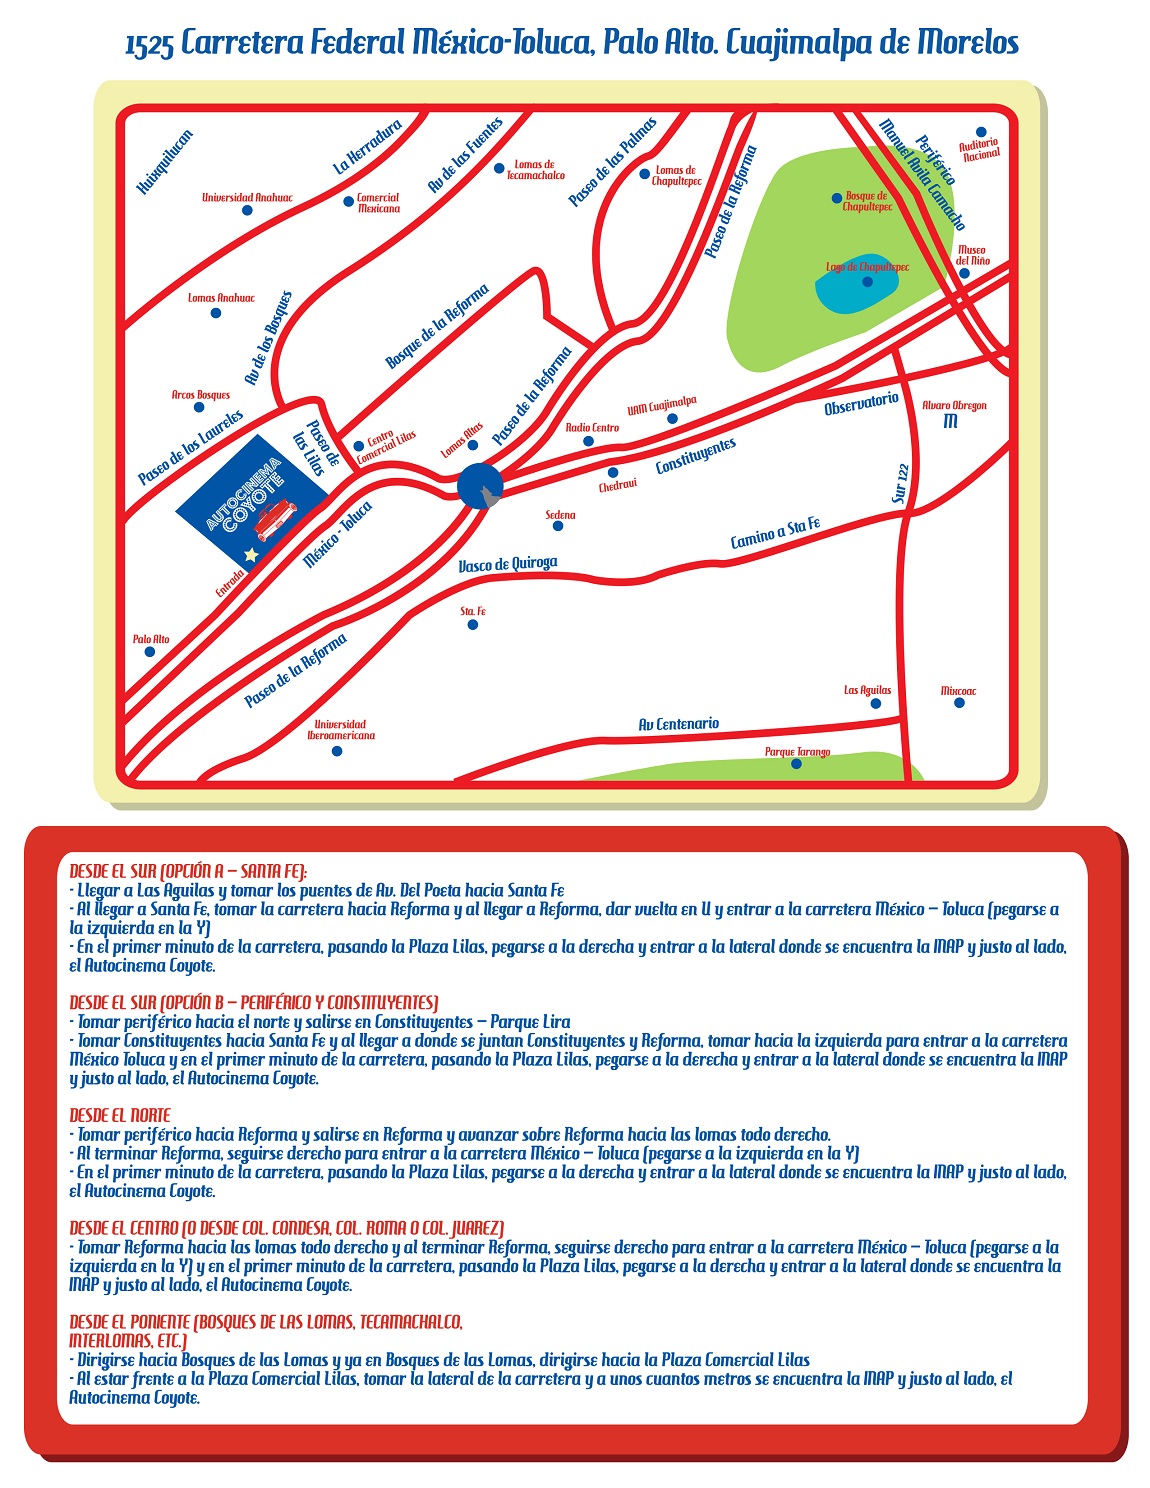 1525 Carretera Federal México-Toluca, Palo Alto. Cuajimalpa de Morelos
Huixquilucan
La Herradura
Av de las Fuentes
Paseo de las Palmas
Paseo de la Reforma
Manuel Avila Camacho
Periférico
Auditorio
Nacional
Lomas de
Tecamachalco
Lomas de
Chapultepec
Universidad Anahuac
Comercial
Mexicana
Bosque de
Chapultepec
Museo
del Niño
Lago de Chapultepec
Lomas Anahuac
Av de los Bosques
Bosque de la Reforma
Paseo de la Reforma
Arcos Bosques
Paseo de los Laureles
Paseo de
las Lilas
Centro
Comercial Lilas
Lomas Altas
Radio Centro
UAM Cuajimalpa
Observatorio
Alvaro Obregon
M
Constituyentes
Chedraui
Sur 122
AUTOCINEMA
COYOTE
México - Toluca
Sedena
Camino a Sta Fe
Vasco de Quiroga
Entrada
Sta. Fe
Palo Alto
Paseo de la Reforma
Las Aguilas
Mixcoac
Universidad
Iberoamericana
Av Centenario
Parque Tarango
DESDE EL SUR (OPCIÓN A – SANTA FE):
- Llegar a Las Aguilas y tomar los puentes de Av. Del Poeta hacia Santa Fe
- Al llegar a Santa Fe, tomar la carretera hacia Reforma y al llegar a Reforma, dar vuelta en U y entrar a la carretera México – Toluca (pegarse a
la izquierda en la Y)
- En el primer minuto de la carretera, pasando la Plaza Lilas, pegarse a la derecha y entrar a la lateral donde se encuentra la INAP y justo al lado,
el Autocinema Coyote.
DESDE EL SUR (OPCIÓN B – PERIFÉRICO Y CONSTITUYENTES)
- Tomar periférico hacia el norte y salirse en Constituyentes – Parque Lira
- Tomar Constituyentes hacia Santa Fe y al llegar a donde se juntan Constituyentes y Reforma, tomar hacia la izquierda para entrar a la carretera
México Toluca y en el primer minuto de la carretera, pasando la Plaza Lilas, pegarse a la derecha y entrar a la lateral donde se encuentra la INAP
y justo al lado, el Autocinema Coyote.
DESDE EL NORTE
- Tomar periférico hacia Reforma y salirse en Reforma y avanzar sobre Reforma hacia las lomas todo derecho.
- Al terminar Reforma, seguirse derecho para entrar a la carretera México – Toluca (pegarse a la izquierda en la Y)
- En el primer minuto de la carretera, pasando la Plaza Lilas, pegarse a la derecha y entrar a la lateral donde se encuentra la INAP y justo al lado,
el Autocinema Coyote.
DESDE EL CENTRO (O DESDE COL. CONDESA, COL. ROMA O COL. JUAREZ)
- Tomar Reforma hacia las lomas todo derecho y al terminar Reforma, seguirse derecho para entrar a la carretera México – Toluca (pegarse a la
izquierda en la Y) y en el primer minuto de la carretera, pasando la Plaza Lilas, pegarse a la derecha y entrar a la lateral donde se encuentra la
INAP y justo al lado, el Autocinema Coyote.
DESDE EL PONIENTE (BOSQUES DE LAS LOMAS, TECAMACHALCO,
INTERLOMAS, ETC.)
- Dirigirse hacia Bosques de las Lomas y ya en Bosques de las Lomas, dirigirse hacia la Plaza Comercial Lilas
- Al estar frente a la Plaza Comercial Lilas, tomar la lateral de la carretera y a unos cuantos metros se encuentra la INAP y justo al lado, el
Autocinema Coyote.